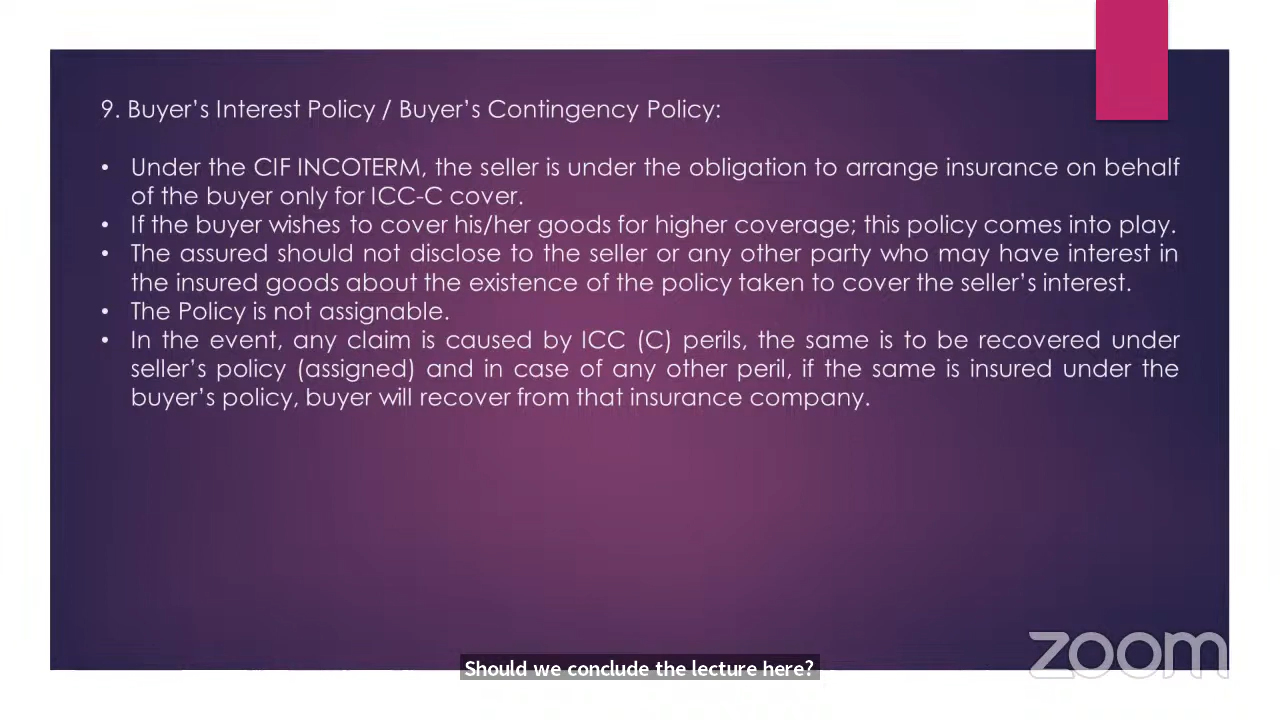 9. Buyer’s Interest Policy / Buyer’s Contingency Policy:
• Under the CIF INCOTERM, the seller is under the obligation to arrange insurance on behalf
of the buyer only for ICC-C cover.
• If the buyer wishes to cover his/her goods for higher coverage; this policy comes into play.
• The assured should not disclose to the seller or any other party who may have interest in
the insured goods about the existence of the policy taken to cover the seller’s interest.
• The Policy is not assignable.
• In the event, any claim is caused by ICC (C) perils, the same is to be recovered under
seller’s policy (assigned) and in case of any other peril, if the same is insured under the
buyer’s policy, buyer will recover from that insurance company.
zoom
Should we conclude the lecture here?